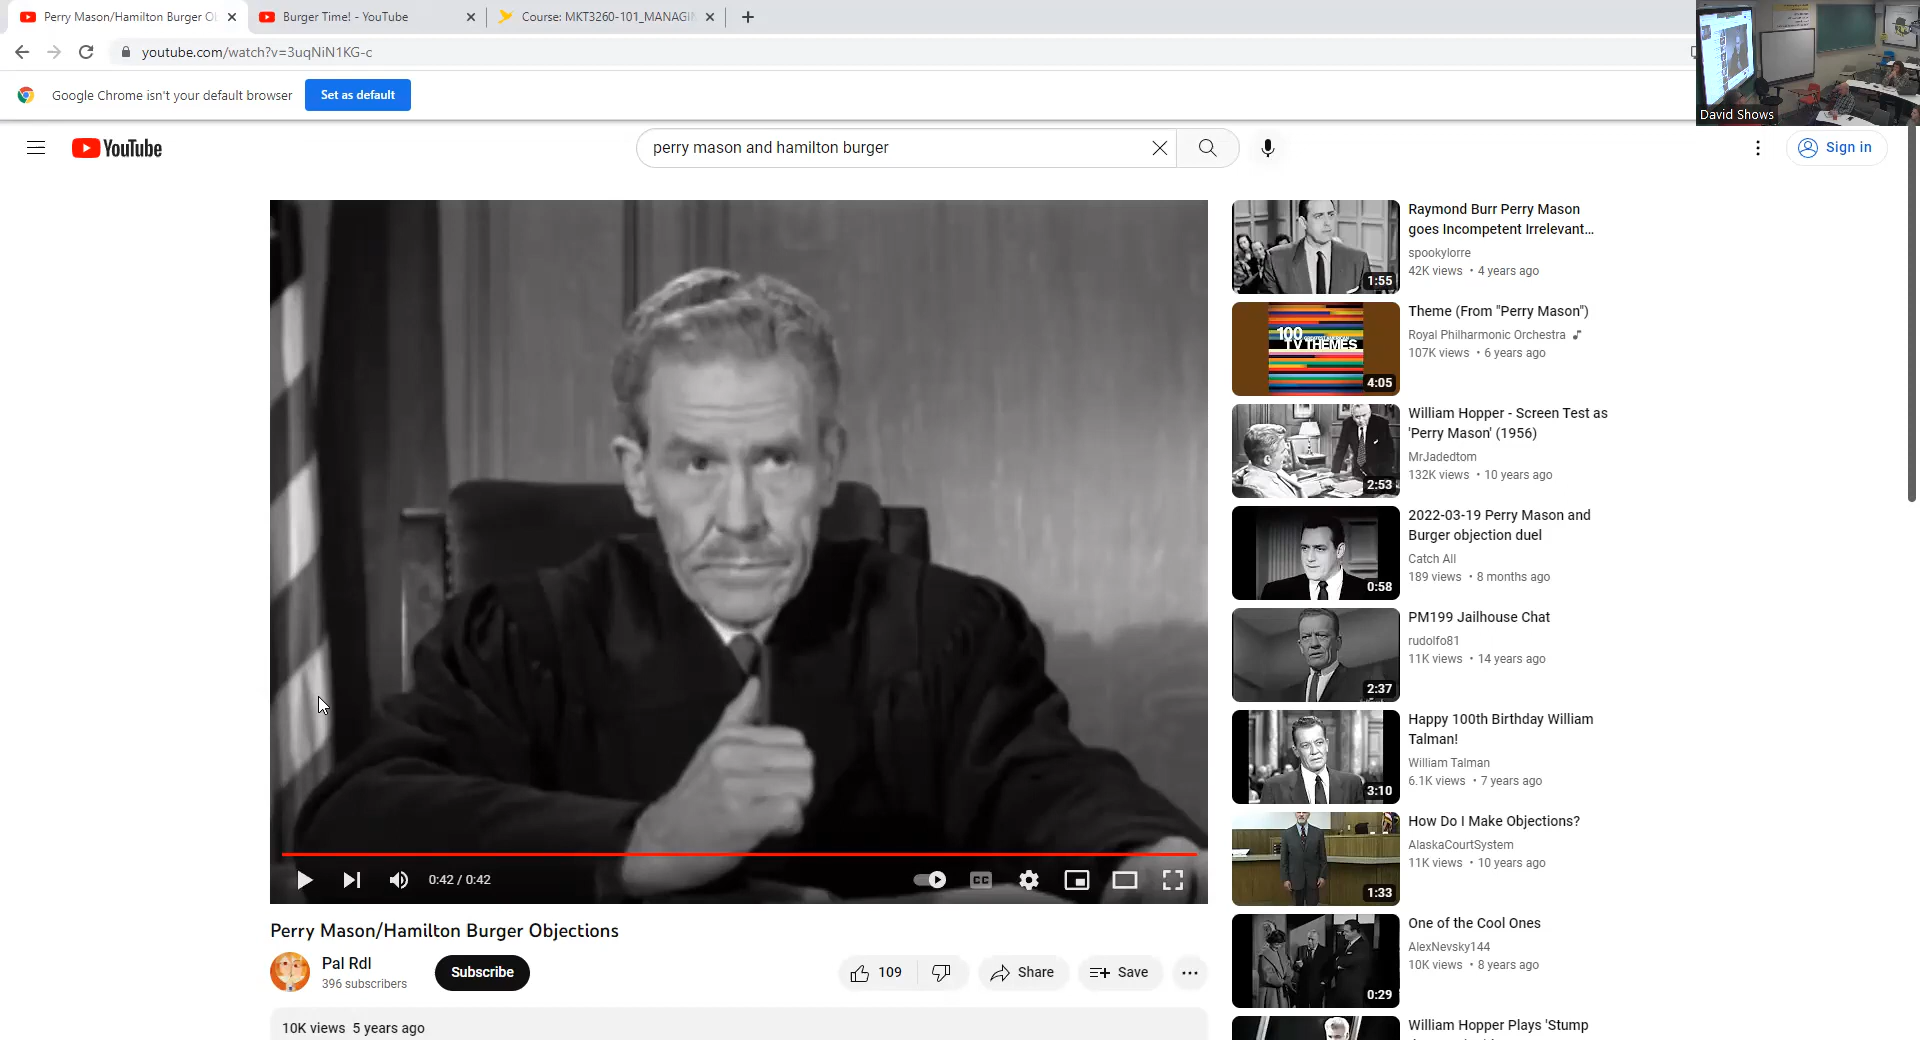 Perry Mason/Hamilton Burger O
Burger Time! - YouTube
Course: MKT3260-101_MANAGI
youtube.com/watch?v=3uqNiN1KG-c
Google Chrome isn't your default browser
Set as default
David Shows
YouTube
perry mason and hamilton burger
Sign in
Raymond Burr Perry Mason
goes Incompetent Irrelevant...
spookylorre
42K views • 4 years ago
1:55
Theme (From "Perry Mason")
Royal Philharmonic Orchestra
107K views • 6 years ago
100
TV THEMES
4:05
William Hopper - Screen Test as
'Perry Mason' (1956)
MrJadedtom
132K views • 10 years ago
2:53
2022-03-19 Perry Mason and
Burger objection duel
Catch All
189 views • 8 months ago
0:58
PM199 Jailhouse Chat
rudolfo81
11K views • 14 years ago
2:37
Happy 100th Birthday William
Talman!
William Talman
6.1K views • 7 years ago
3:10
How Do I Make Objections?
AlaskaCourtSystem
11K views • 10 years ago
1:33
One of the Cool Ones
AlexNevsky144
10K views • 8 years ago
0:29
William Hopper Plays 'Stump
0:42 / 0:42
CC
Perry Mason/Hamilton Burger Objections
Pal Rdl
396 subscribers
Subscribe
109
Share
Save
10K views 5 years ago